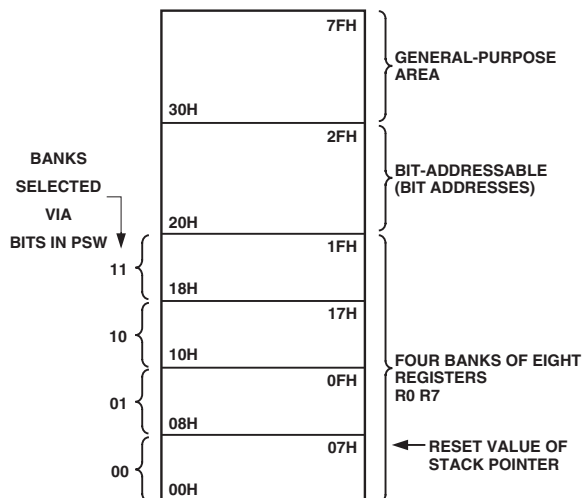 7FH
GENERAL-PURPOSE
AREA
30H
2FH
BANKS
SELECTED
VIA
BITS IN PSW
BIT-ADDRESSABLE
(BIT ADDRESSES)
20H
1FH
11
18H
17H
10
10H
FOUR BANKS OF EIGHT
REGISTERS
R0 R7
0FH
01
08H
07H
RESET VALUE OF
STACK POINTER
00
00H